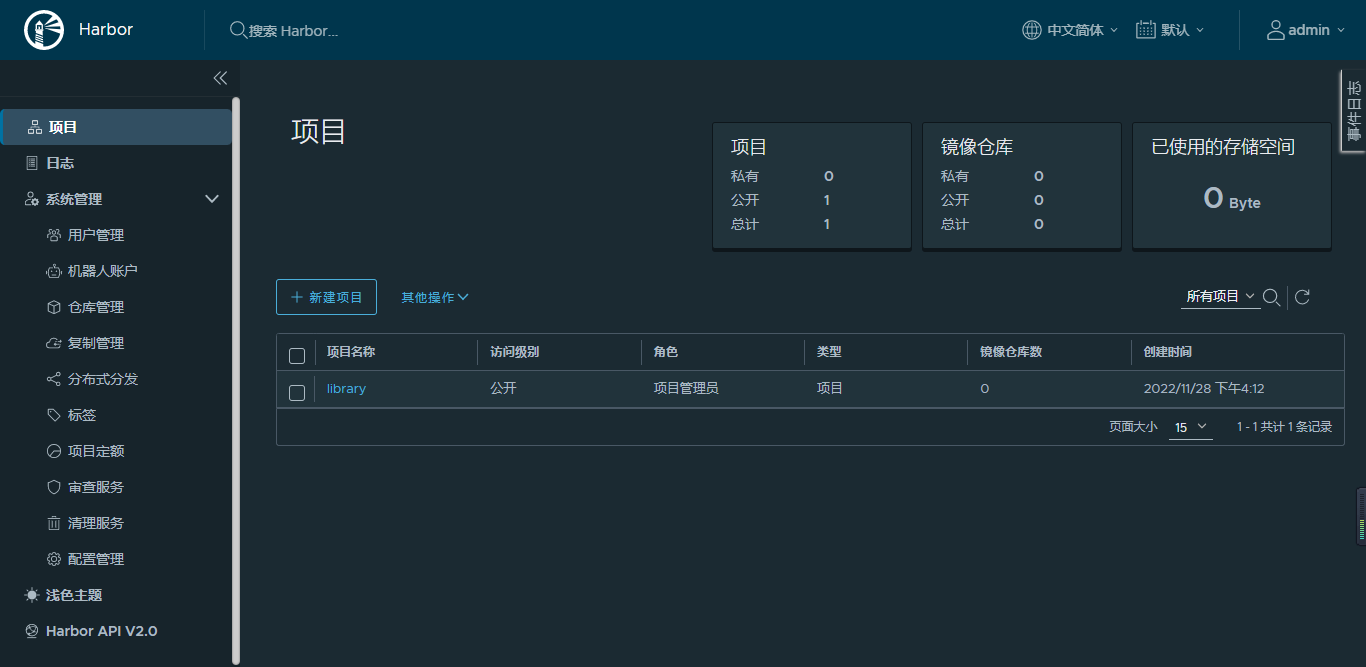 Harbor
搜索 Harbor...
中文简体
默认
admin
项目
日志
系统管理
用户管理
机器人账户
仓库管理
复制管理
分布式分发
标签
项目定额
审查服务
清理服务
配置管理
浅色主题
Harbor API V2.0
项目
项目
私有 0
公开 1
总计 1
镜像仓库
私有 0
公开 0
总计 0
已使用的存储空间
0 Byte
事件日志
新建项目
其他操作
所有项目
项目名称 访问级别 角色 类型 镜像仓库数 创建时间
library 公开 项目管理员 项目 0 2022/11/28 下午4:12
页面大小 15 1 - 1 共计 1 条记录